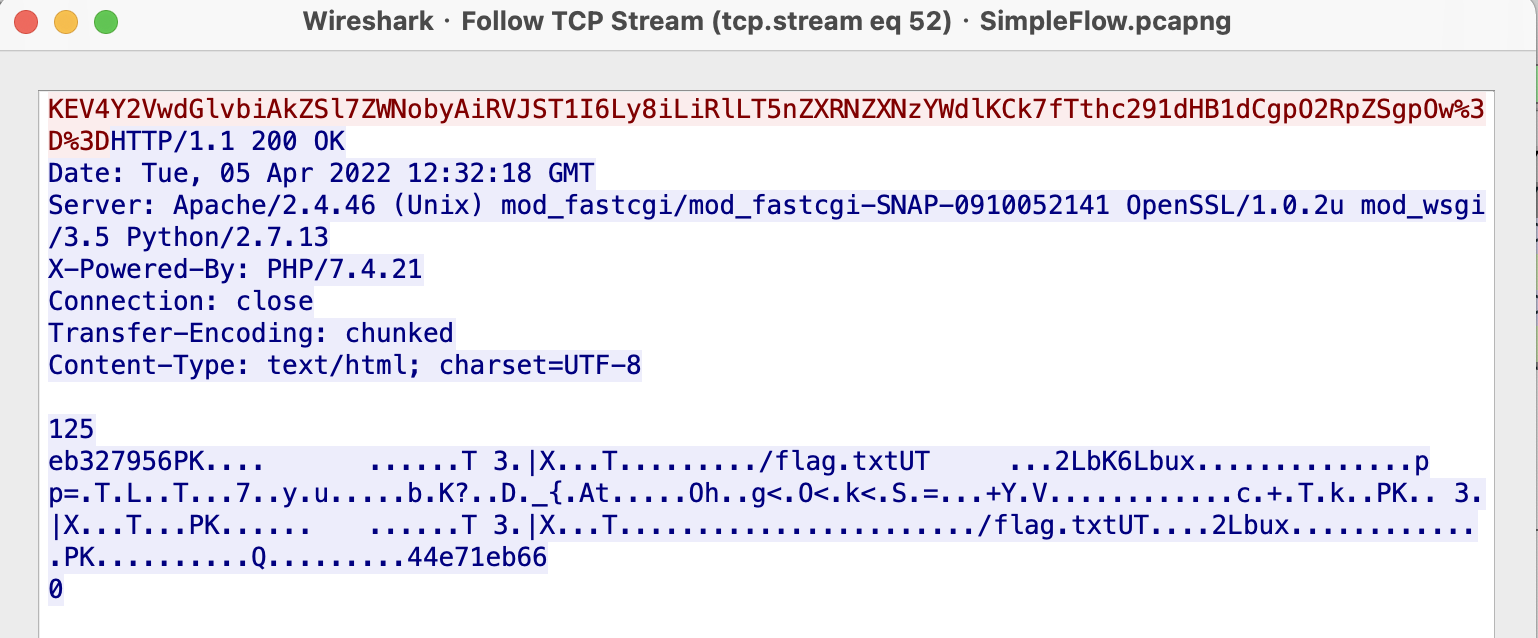 Wireshark · Follow TCP Stream (tcp.stream eq 52) · SimpleFlow.pcapng
KEV4Y2VwdGlvbiAkZSl7ZWNobyAiRVJST1I6Ly8iLiRlLT5nZXRNZXNzYWdlKCk7fTthc291dHB1dCgpO2RpZSgpOw%3
D%3DHTTP/1.1 200 OK
Date: Tue, 05 Apr 2022 12:32:18 GMT
Server: Apache/2.4.46 (Unix) mod_fastcgi/mod_fastcgi-SNAP-0910052141 OpenSSL/1.0.2u mod_wsgi
/3.5 Python/2.7.13
X-Powered-By: PHP/7.4.21
Connection: close
Transfer-Encoding: chunked
Content-Type: text/html; charset=UTF-8
125
eb327956PK....       ......T 3.|X...T........./flag.txtUT     ...2LbK6Lbux..............p
p=.T.L..T...7..y.u.....b.K?..D._{.At.....Oh..g<.O<.k<.S.=...+Y.V............c.+.T.k..PK.. 3.
|X...T...PK......    ......T 3.|X...T......................./flag.txtUT....2Lbux............
.PK..........Q.........44e71eb66
0